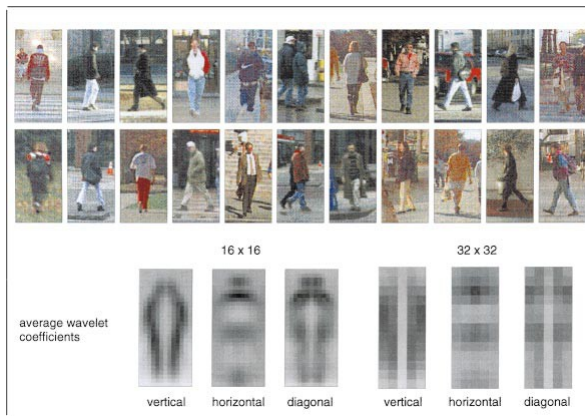 16 x 16
32 x 32
average wavelet
coefficients
vertical
horizontal
diagonal
vertical
horizontal
diagonal